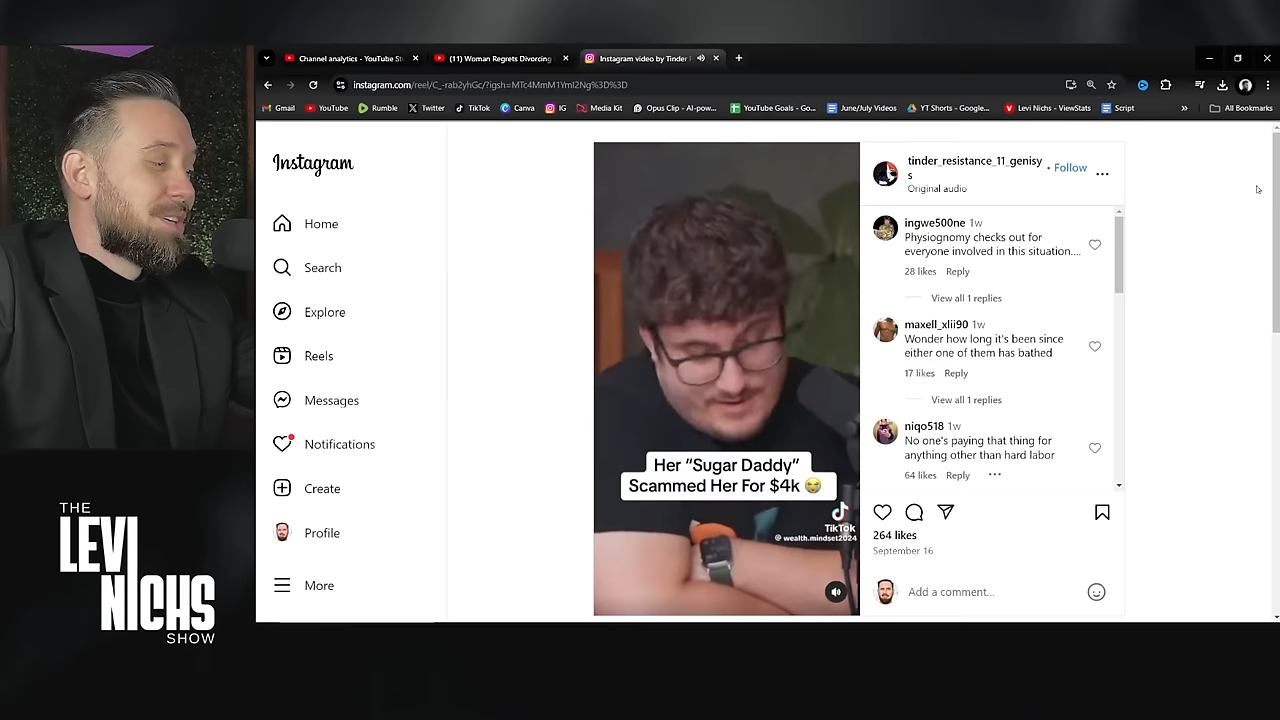 Channel analytics - YouTube St
(11) Woman Regrets Divorcing
Instagram video by Tinder
instagram.com/reel/C_-rab2yhGc/?igsh=MTc4MmM1YmI2Ng%3D%3D
Gmail
YouTube
Rumble
Twitter
TikTok
Canva
IG
Media Kit
Opus Clip - AI-pow...
YouTube Goals - Go...
June/July Videos
YT Shorts - Google...
Levi Nichs - ViewStats
Script
»
All Bookmarks
Instagram
Home
Search
Explore
Reels
Messages
Notifications
Create
Profile
More
Her “Sugar Daddy”
Scammed Her For $4k 😭
TikTok
@ wealth.mindset2024
tinder_resistance_11_genisy
s
• Follow
Original audio
ingwe500ne 1w
Physiognomy checks out for
everyone involved in this situation....
28 likes Reply
View all 1 replies
maxell_xlii90 1w
Wonder how long it's been since
either one of them has bathed
17 likes Reply
View all 1 replies
niqo518 1w
No one's paying that thing for
anything other than hard labor
64 likes Reply
264 likes
September 16
Add a comment...
THE
LEVI
NICHS
SHOW